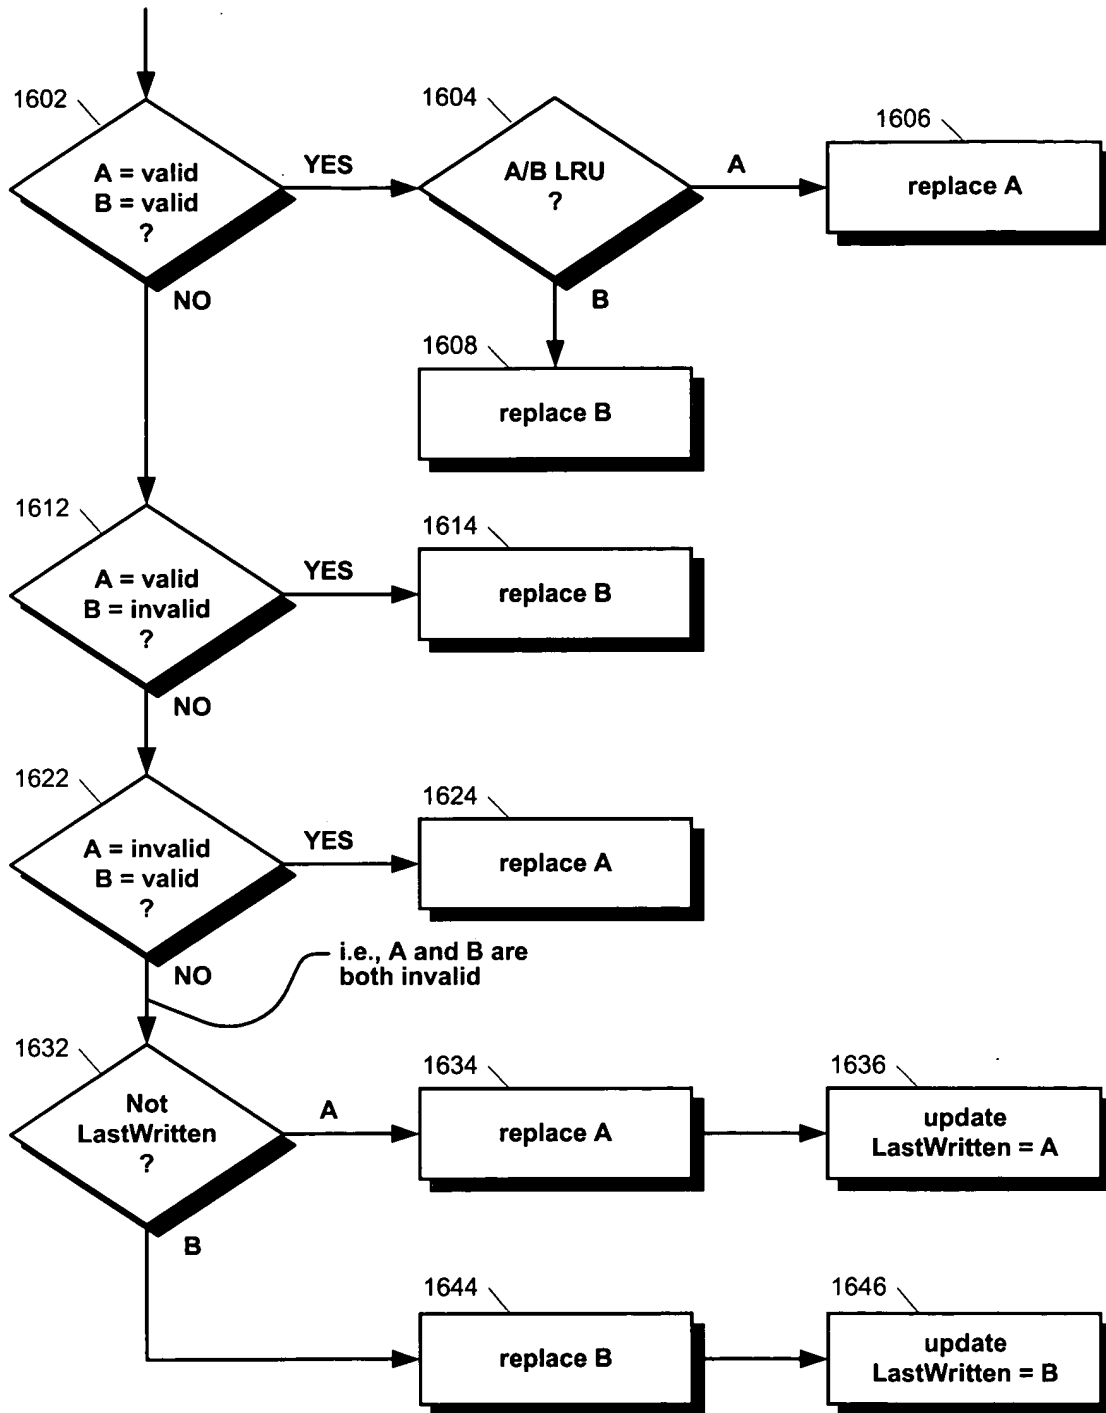 1602
A = valid
B = valid
?
YES
NO
1604
A/B LRU
?
A
B
1606
replace A
1608
replace B
1612
A = valid
B = invalid
?
YES
NO
1614
replace B
1622
A = invalid
B = valid
?
YES
NO
1624
replace A
i.e., A and B are
both invalid
1632
Not
LastWritten
?
A
B
1634
replace A
1636
update
LastWritten = A
1644
replace B
1646
update
LastWritten = B